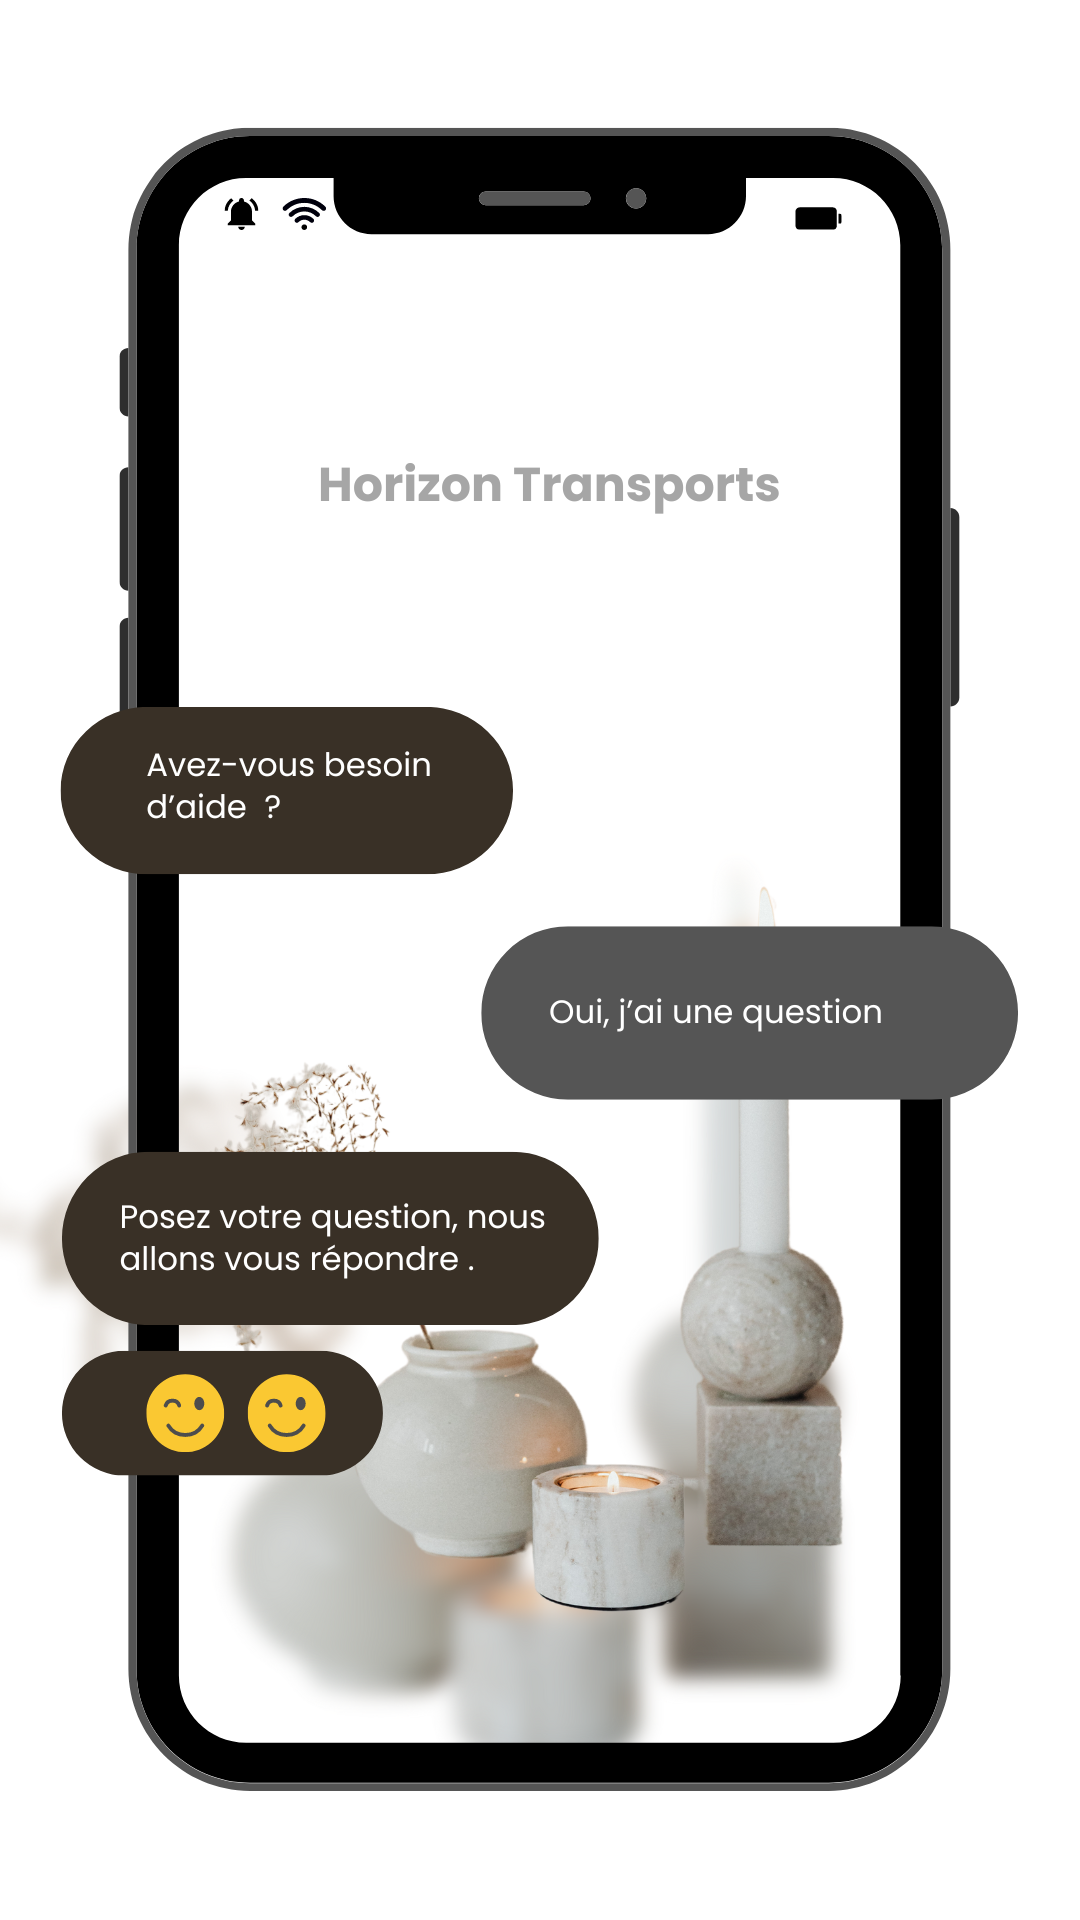 Horizon Transports
Avez-vous besoin
d’aide  ?
Oui, j’ai une question
Posez votre question, nous
allons vous répondre .